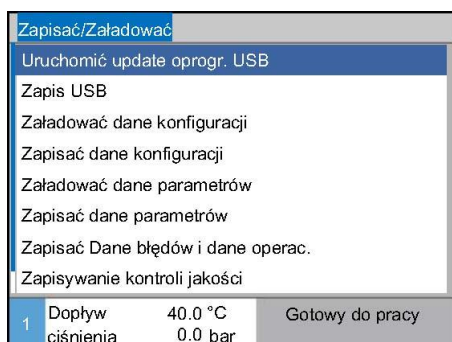 Zapisać/Załadować
Uruchomić update oprogr. USB
Zapis USB
Załadować dane konfiguracji
Zapisać dane konfiguracji
Załadować dane parametrów
Zapisać dane parametrów
Zapisać Dane błędów i dane operac.
Zapisywanie kontroli jakości
1 Dopływ 40.0 °C Gotowy do pracy
ciśnienia 0.0 bar